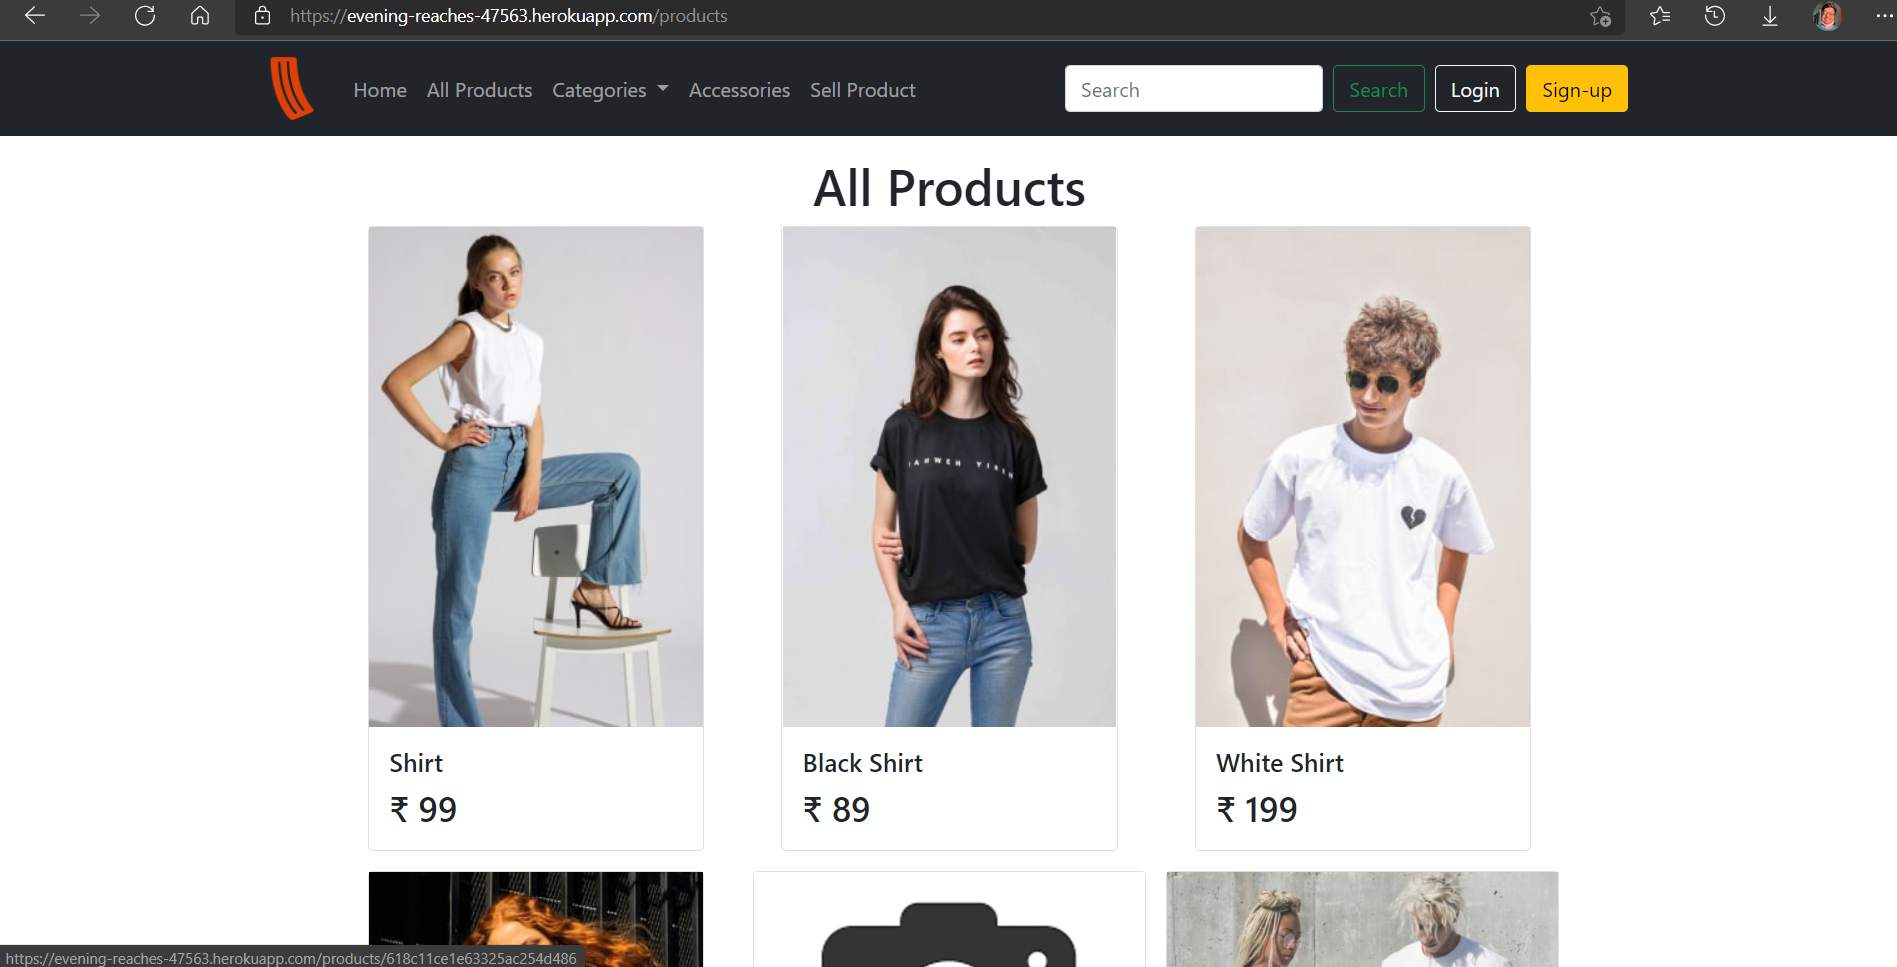 https://evening-reaches-47563.herokuapp.com/products
Home All Products Categories Accessories Sell Product Search Search Login Sign-up
All Products
Shirt
₹ 99
Black Shirt
₹ 89
White Shirt
₹ 199
https://evening-reaches-47563.herokuapp.com/products/618c11ce1e63325ac254d486